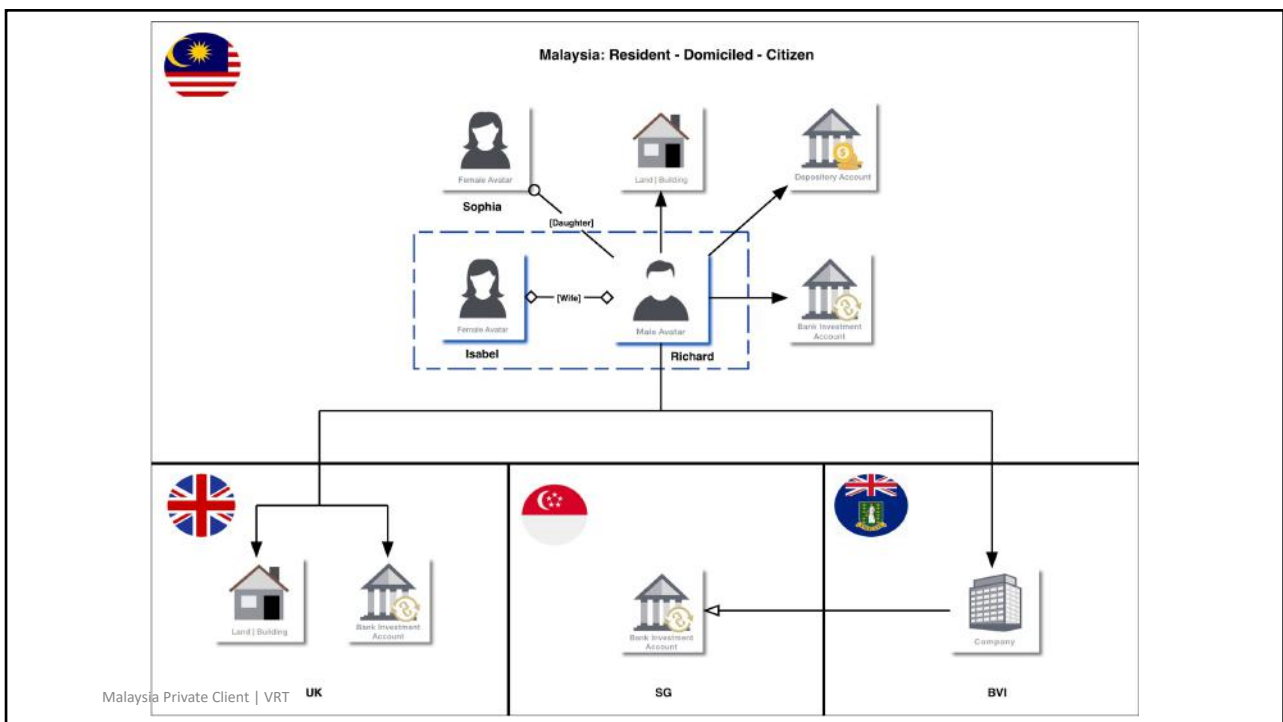 Malaysia: Resident - Domiciled - Citizen
Female Avatar
Sophia
Land | Building
Depository Account
[Daughter]
Female Avatar
Isabel
[Wife]
Male Avatar
Richard
Bank Investment
Account
Land | Building
Bank Investment
Account
UK
Bank Investment
Account
SG
Company
BVI
Malaysia Private Client | VRT